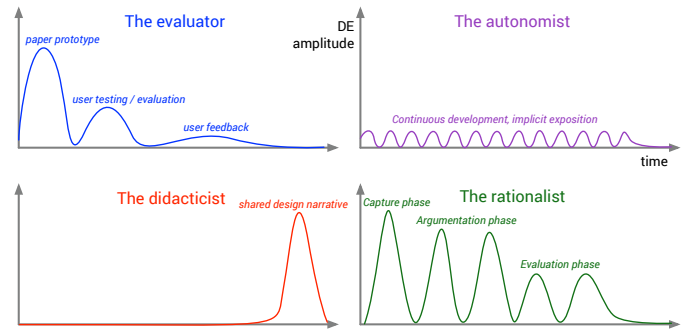 The evaluator
paper prototype
user testing / evaluation
user feedback
DE
amplitude
The autonomist
Continuous development, implicit exposition
time
The didacticist
shared design narrative
The rationalist
Capture phase
Argumentation phase
Evaluation phase